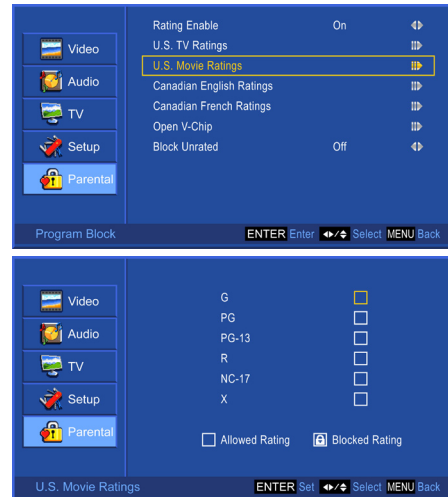 Rating Enable On
Video U.S. TV Ratings
U.S. Movie Ratings
Audio Canadian English Ratings
Canadian French Ratings
TV Open V-Chip
Setup Block Unrated Off
Parental
Program Block ENTER Enter Select MENU Back
Video G
PG
Audio PG-13
TV R
NC-17
Setup X
Parental Allowed Rating Blocked Rating
U.S. Movie Ratings ENTER Set Select MENU Back